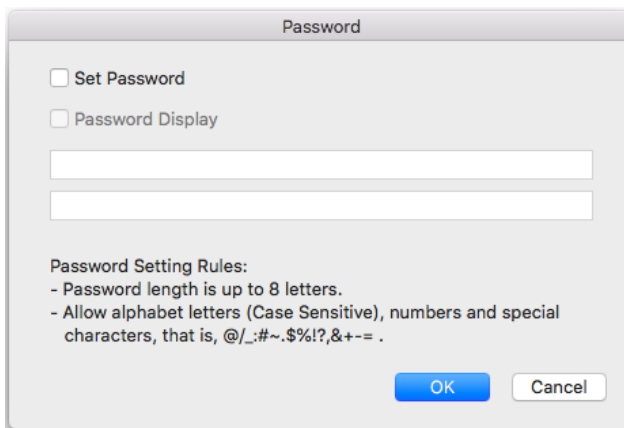 Password
Set Password
Password Display
Password Setting Rules:
- Password length is up to 8 letters.
- Allow alphabet letters (Case Sensitive), numbers and special
characters, that is, @/_:#~.$%!?,&+-= .
OK Cancel